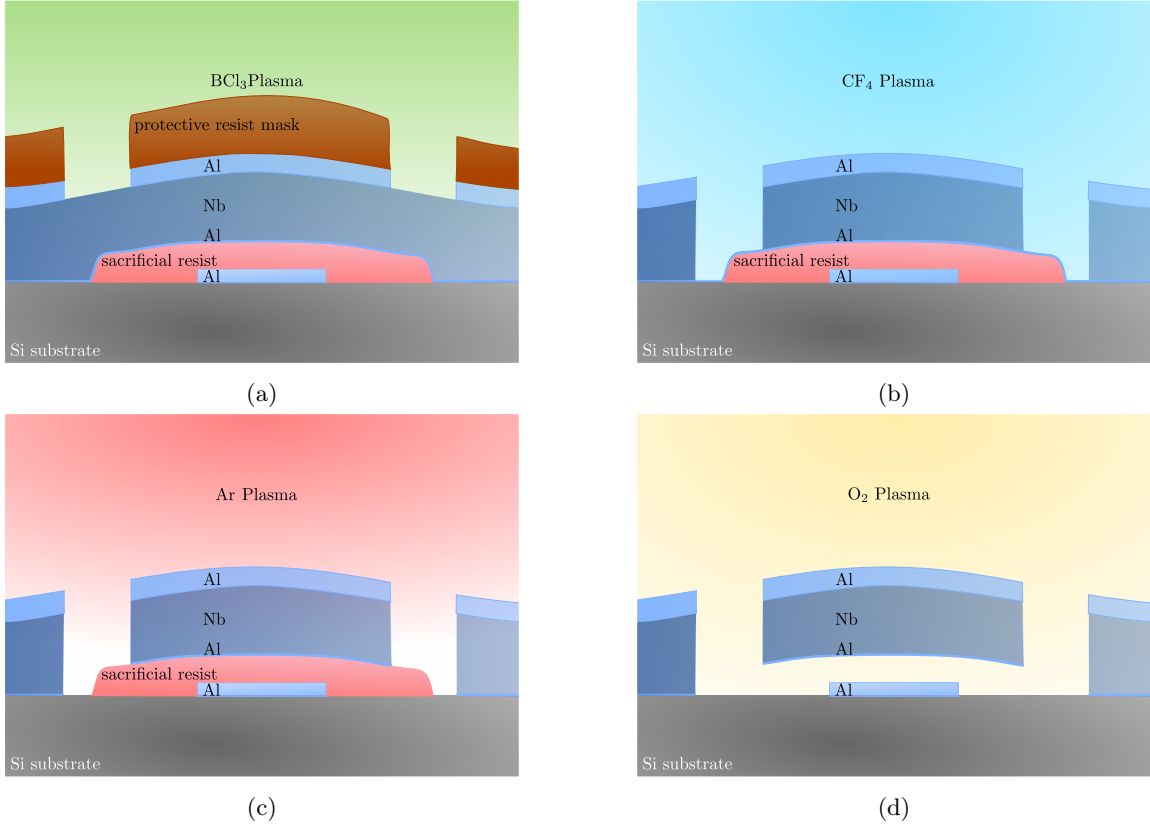 BCl₃Plasma
protective resist mask
Al
Nb
Al
sacrificial resist
Al
Si substrate
(a)
CF₄ Plasma
Al
Nb
Al
sacrificial resist
Al
Si substrate
(b)
Ar Plasma
Al
Nb
Al
sacrificial resist
Al
Si substrate
(c)
O₂ Plasma
Al
Nb
Al
Al
Si substrate
(d)